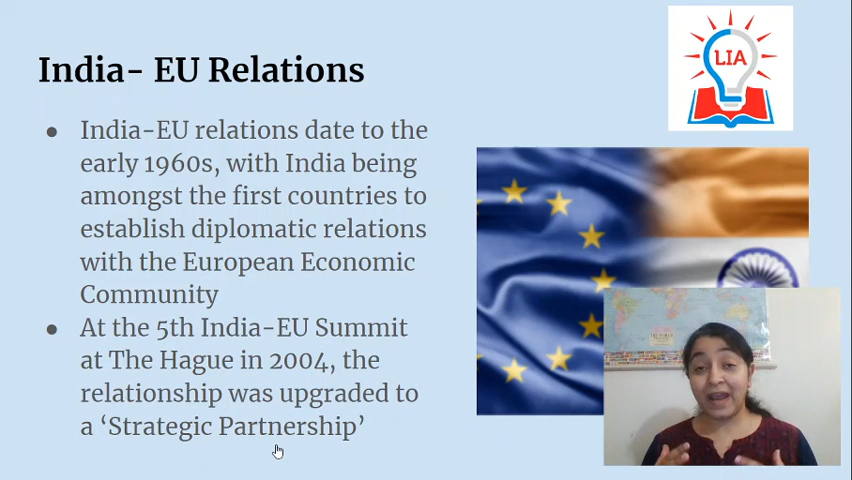 India- EU Relations
LIA
● India-EU relations date to the
early 1960s, with India being
amongst the first countries to
establish diplomatic relations
with the European Economic
Community
● At the 5th India-EU Summit
at The Hague in 2004, the
relationship was upgraded to
a ‘Strategic Partnership’